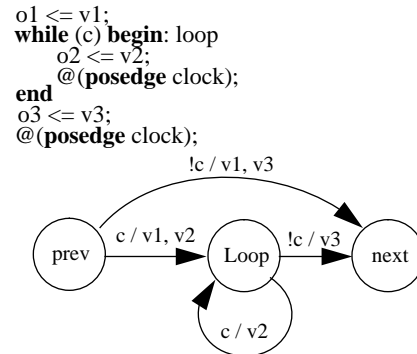 o1 <= v1;
while (c) begin: loop
o2 <= v2;
@(posedge clock);
end
o3 <= v3;
@(posedge clock);
!c / v1, v3
prev
c / v1, v2
Loop
!c / v3
next
c / v2